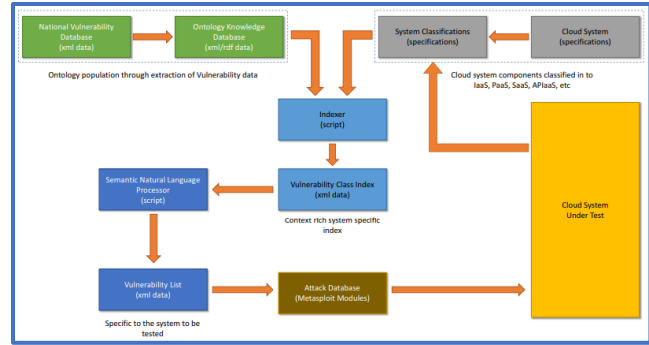 National Vulnerability
Database
(xml data)
Ontology Knowledge
Database
(xml/rdf data)
System Classifications
(specifications)
Cloud System
(specifications)
Ontology population through extraction of Vulnerability data
Cloud system components classified in to
IaaS, PaaS, SaaS, APIaaS, etc
Indexer
(script)
Semantic Natural Language
Processor
(script)
Vulnerability Class Index
(xml data)
Cloud System
Under Test
Context rich system specific
index
Vulnerability List
(xml data)
Attack Database
(Metasploit Modules)
Specific to the system to be
tested